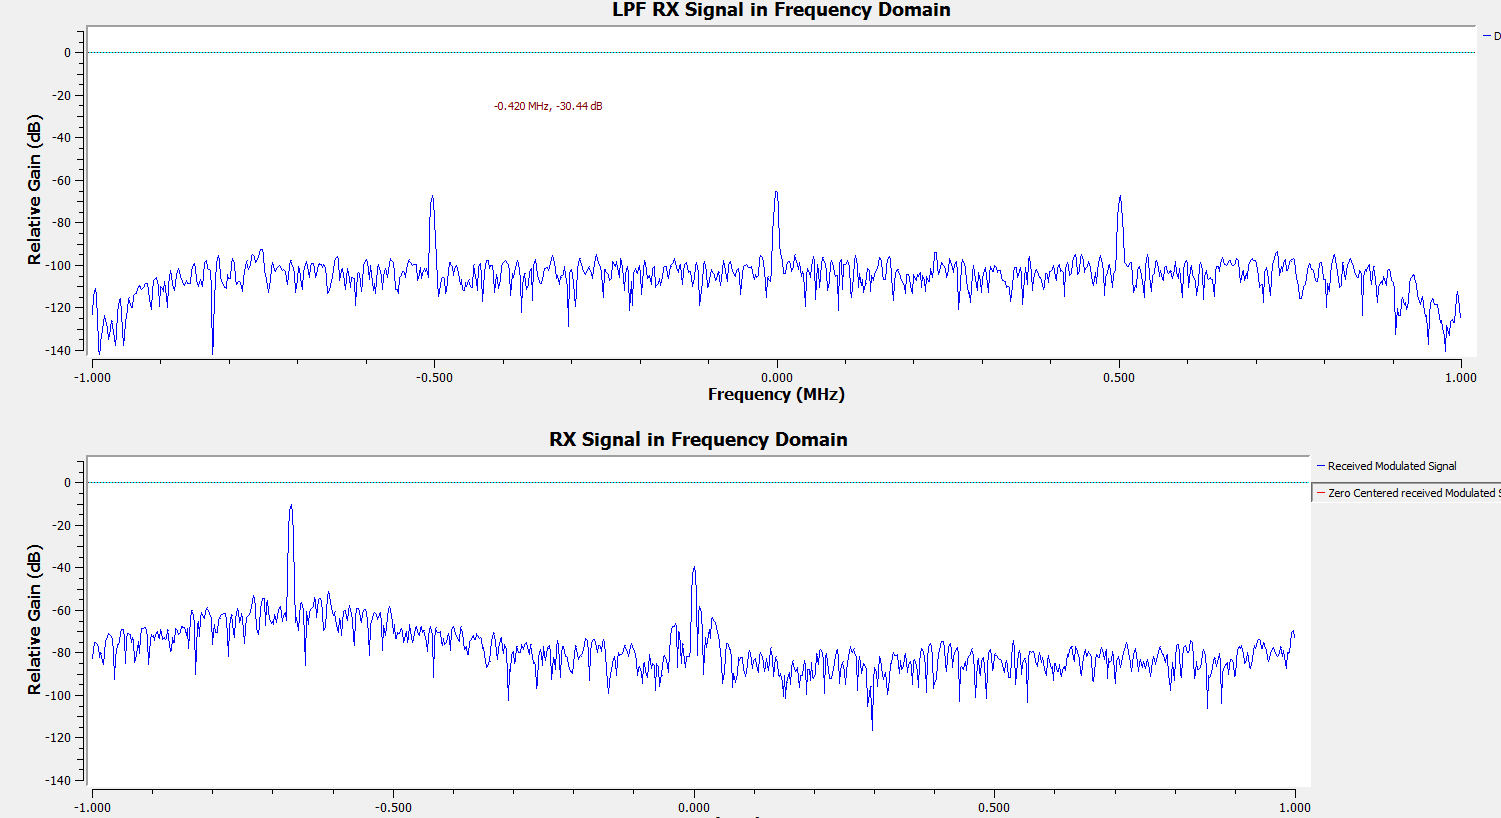 LPF RX Signal in Frequency Domain
0
-20
-40
-60
-80
-100
-120
-140
Relative Gain (dB)
-0.420 MHz, -30.44 dB
D
-1.000
-0.500
0.000
0.500
1.000
Frequency (MHz)
RX Signal in Frequency Domain
0
-20
-40
-60
-80
-100
-120
-140
Relative Gain (dB)
Received Modulated Signal
Zero Centered received Modulated S
-1.000
-0.500
0.000
0.500
1.000